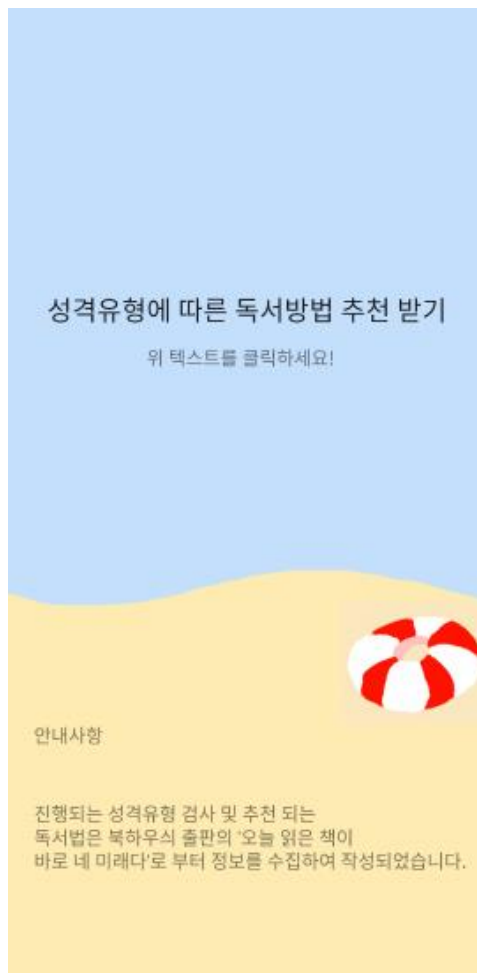 성격유형에 따른 독서방법 추천 받기
위 텍스트를 클릭하세요!
안내사항
진행되는 성격유형 검사 및 추천 되는
독서법은 북하우스 출판의 '오늘 읽은 책이
바로 네 미래다'로 부터 정보를 수집하여 작성되었습니다.